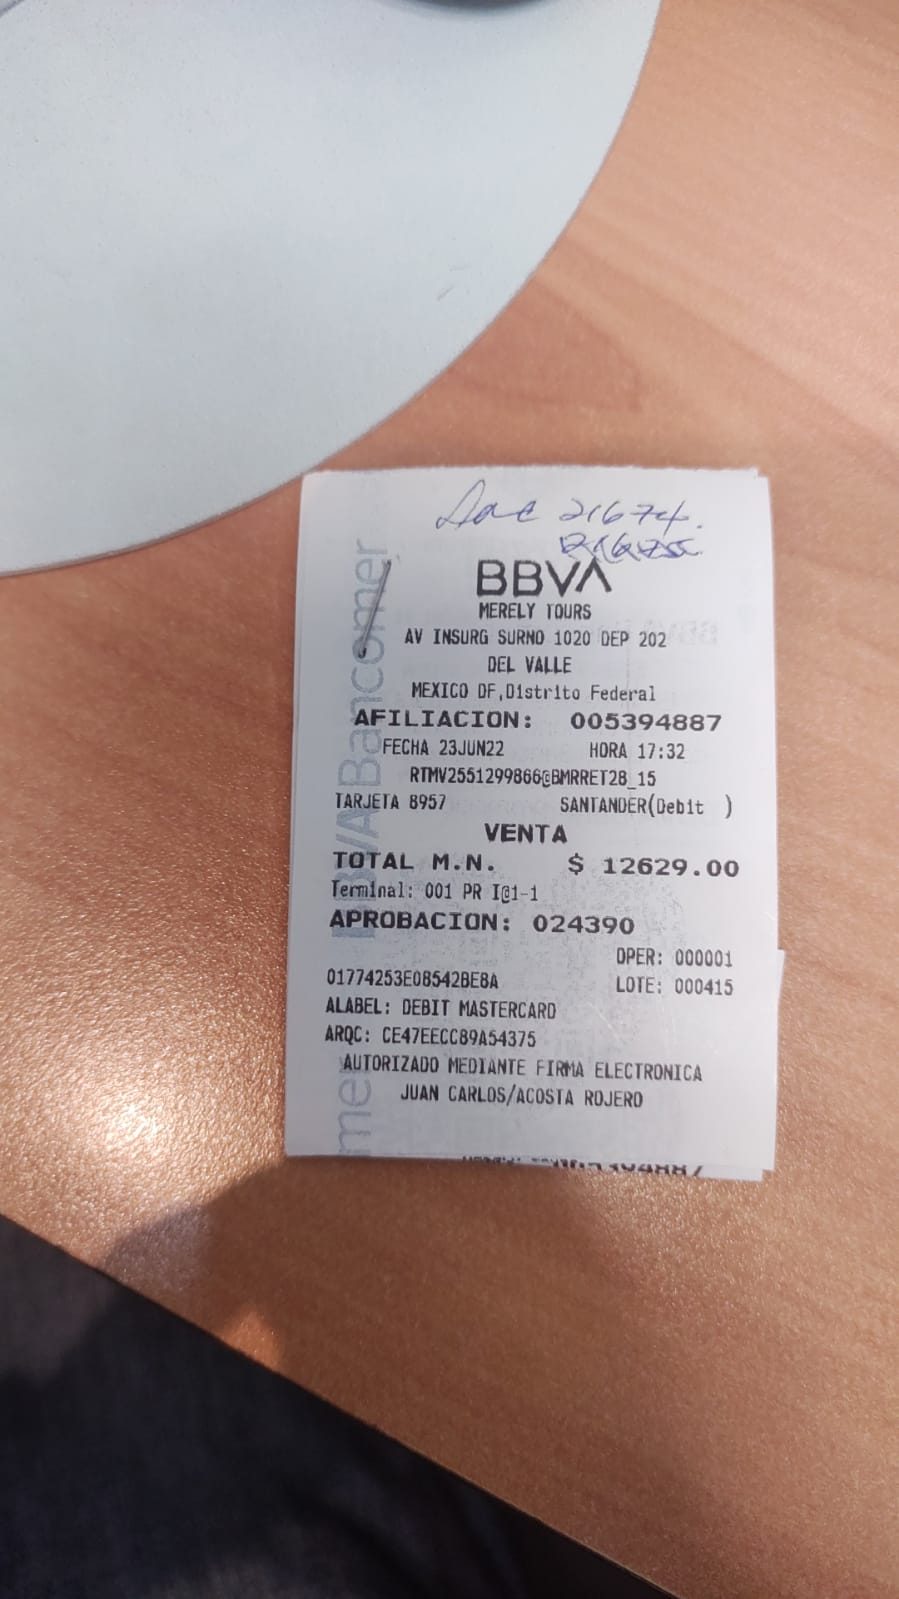 21674.
BBVA
MERELY TOURS
AV INSURG SURNO 1020 DEP 202
DEL VALLE
MEXICO DF,Distrito Federal
AFILIACION: 005394887
FECHA 23JUN22 HORA 17:32
RTMV2551299866@BMRRET28_15
TARJETA 8957 SANTANDER(Debit )
VENTA
TOTAL M.N. $ 12629.00
Terminal: 001 PR I@1-1
APROBACION: 024390
OPER: 000001
01774253E08542BE8A LOTE: 000415
ALABEL: DEBIT MASTERCARD
ARQC: CE47EECC89A54375
AUTORIZADO MEDIANTE FIRMA ELECTRONICA
JUAN CARLOS/ACOSTA ROJERO
BBVA Bancomer